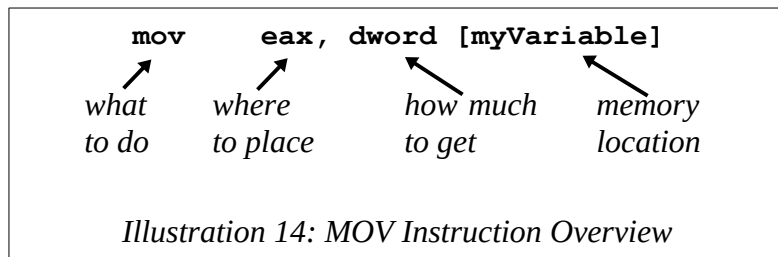 mov eax, dword [myVariable]
what where how much memory
to do to place to get location
Illustration 14: MOV Instruction Overview